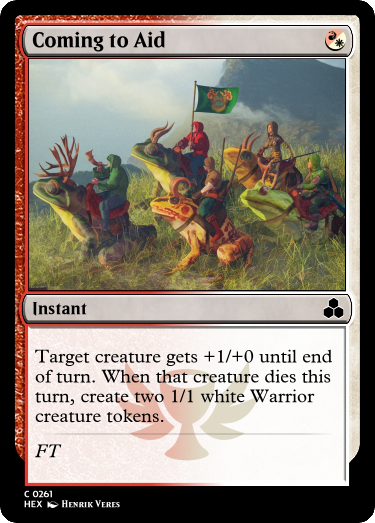 Coming to Aid
Instant
Target creature gets +1/+0 until end
of turn. When that creature dies this
turn, create two 1/1 white Warrior
creature tokens.
FT
C 0261
HEX Henrik Veres